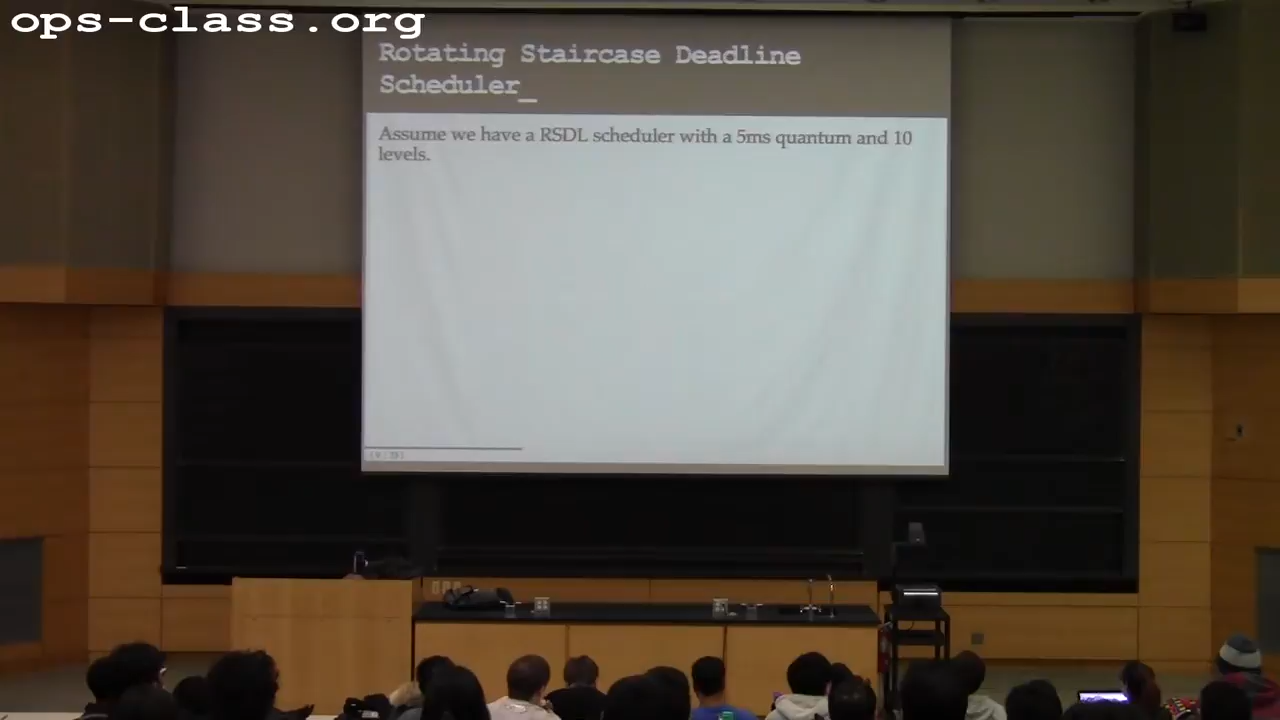 ops-class.org
Rotating Staircase Deadline
Scheduler_
Assume we have a RSDL scheduler with a 5ms quantum and 10
levels.